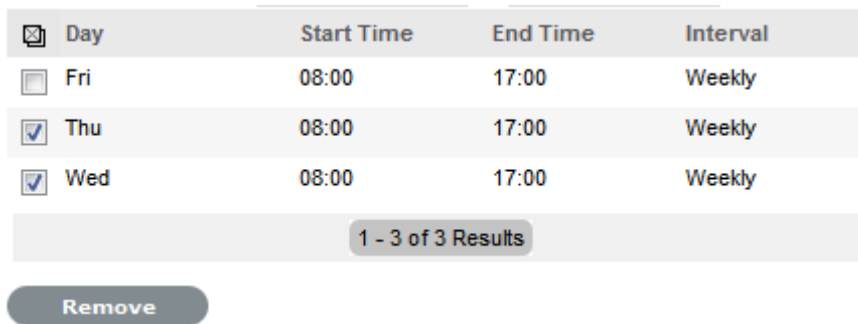 Day Start Time End Time Interval
Fri 08:00 17:00 Weekly
Thu 08:00 17:00 Weekly
Wed 08:00 17:00 Weekly
1 - 3 of 3 Results
Remove